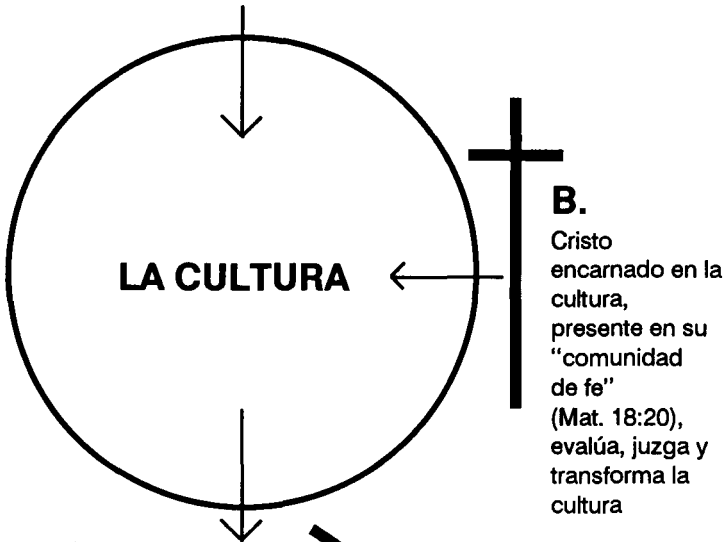 LA CULTURA
B.
Cristo
encarnado en la
cultura,
presente en su
"comunidad
de fe"
(Mat. 18:20),
evalúa, juzga y
transforma la
cultura